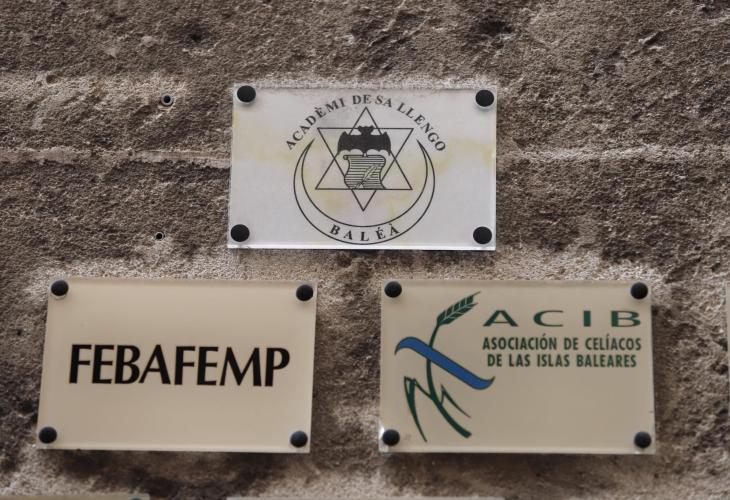 ACADÈMI DE SA LLENGO
BALÉA
FEBAFEMP
ACIB
ASOCIACIÓN DE CELÍACOS
DE LAS ISLAS BALEARES